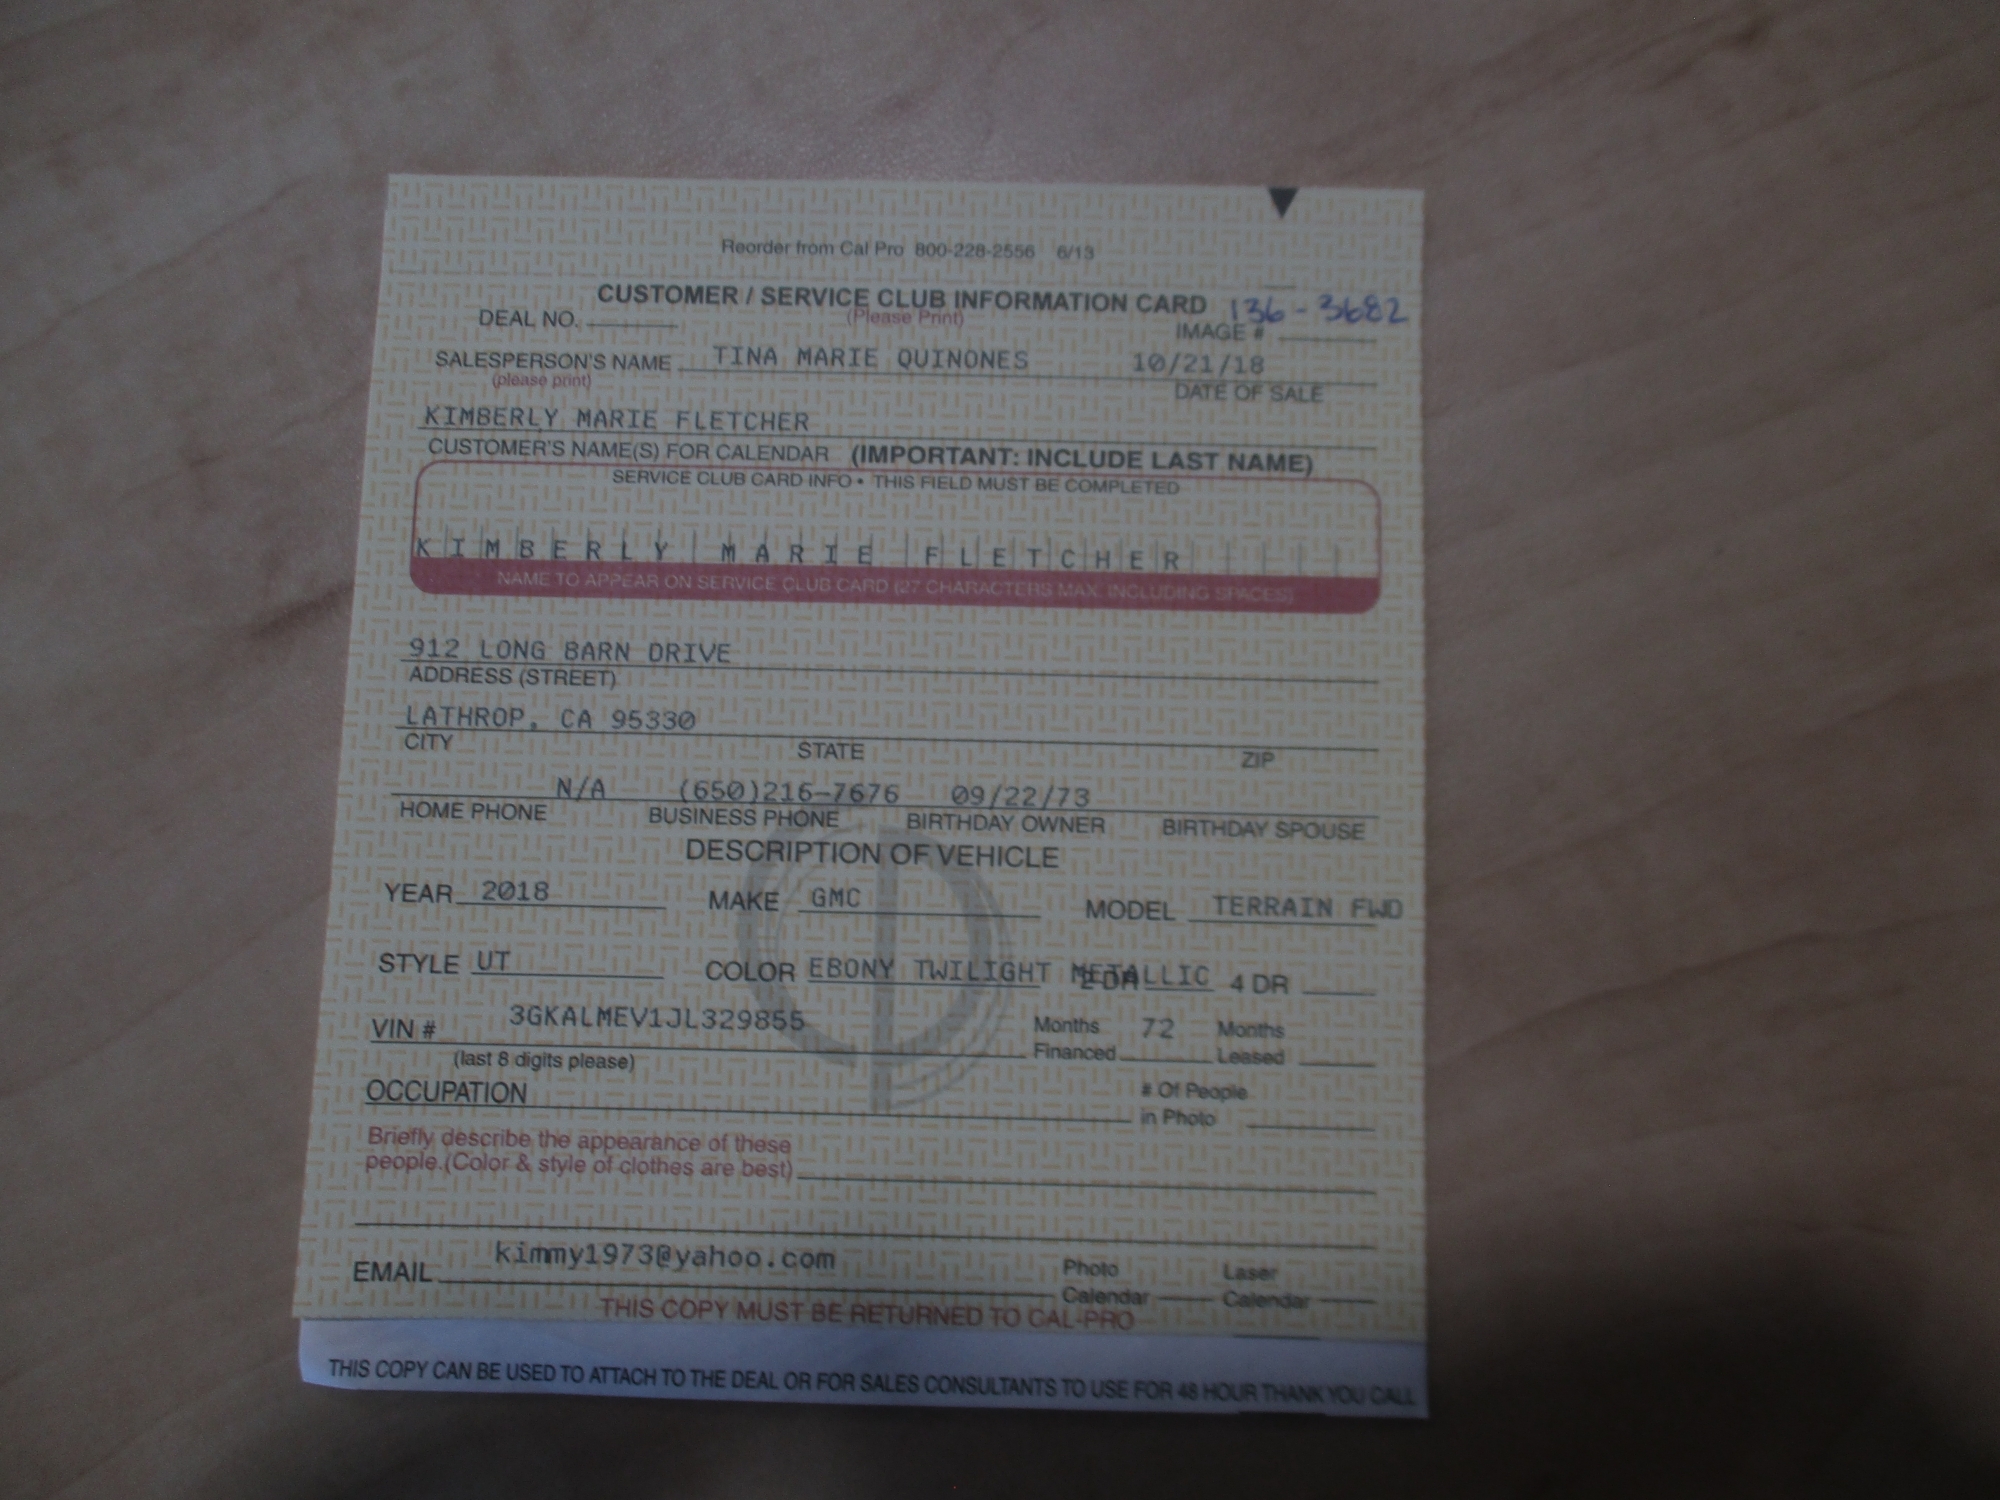 Reorder from Cal Pro 800-228-2556 6/13
CUSTOMER / SERVICE CLUB INFORMATION CARD 136-3682
DEAL NO. (Please Print) IMAGE #
SALESPERSON'S NAME TINA MARIE QUINONES 10/21/18
(please print) DATE OF SALE
KIMBERLY MARIE FLETCHER
CUSTOMER'S NAME(S) FOR CALENDAR (IMPORTANT: INCLUDE LAST NAME)
SERVICE CLUB CARD INFO • THIS FIELD MUST BE COMPLETED
KIMBERLY MARIE FLETCHER
NAME TO APPEAR ON SERVICE CLUB CARD (27 CHARACTERS MAX. INCLUDING SPACES)
912 LONG BARN DRIVE
ADDRESS (STREET)
LATHROP, CA 95330
CITY STATE ZIP
N/A (650)216-7676 09/22/73
HOME PHONE BUSINESS PHONE BIRTHDAY OWNER BIRTHDAY SPOUSE
DESCRIPTION OF VEHICLE
YEAR 2018 MAKE GMC MODEL TERRAIN FWD
STYLE UT COLOR EBONY TWILIGHT METALLIC 2 DR 4 DR
VIN # 3GKALMEV1JL329855 Months 72 Months
(last 8 digits please) Financed Leased
OCCUPATION # Of People
in Photo
Briefly describe the appearance of these
people.(Color & style of clothes are best)
EMAIL kimmy1973@yahoo.com Photo Laser
Calendar Calendar
THIS COPY MUST BE RETURNED TO CAL-PRO
THIS COPY CAN BE USED TO ATTACH TO THE DEAL OR FOR SALES CONSULTANTS TO USE FOR 48 HOUR THANK YOU CALL